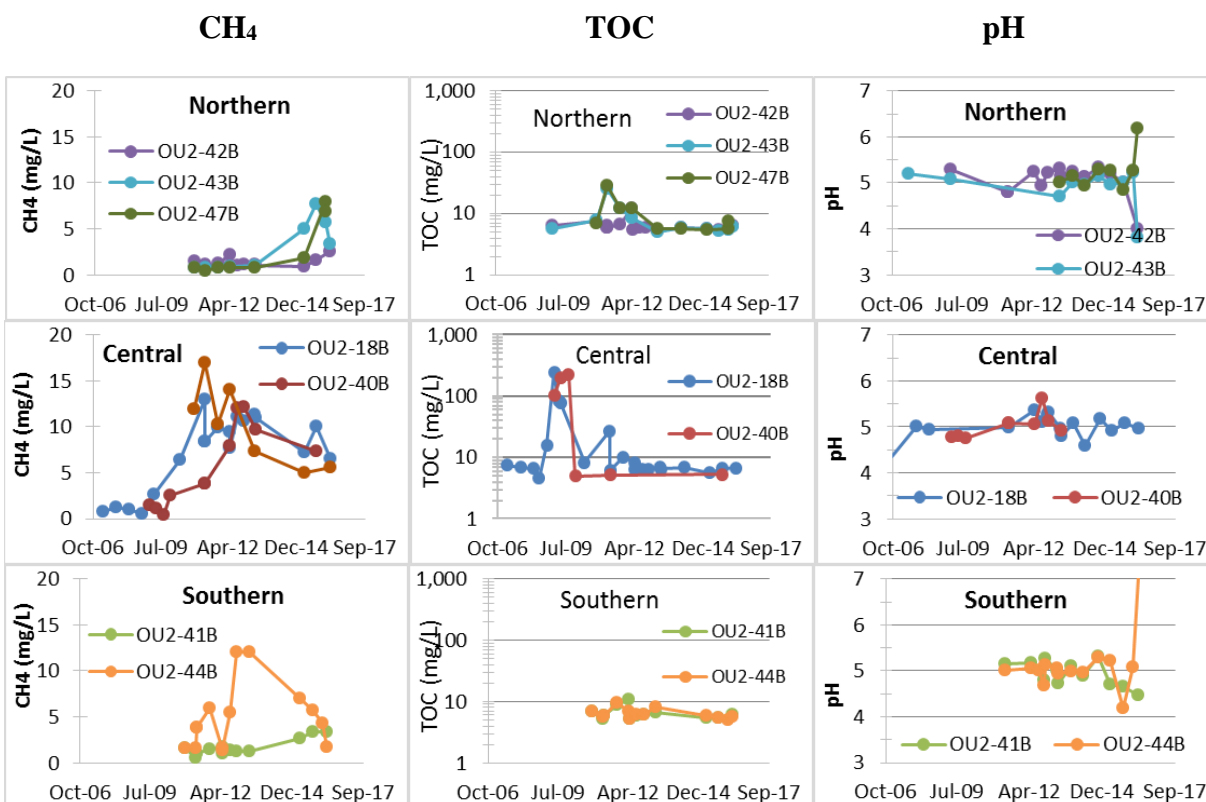 CH₄ TOC pH
20
15
10
5
0
CH4 (mg/L)
Northern
OU2-42B
OU2-43B
OU2-47B
Oct-06 Jul-09 Apr-12 Dec-14 Sep-17
1,000
100
10
1
TOC (mg/L)
Northern
OU2-42B
OU2-43B
OU2-47B
Oct-06 Jul-09 Apr-12 Dec-14 Sep-17
7
6
5
4
3
pH
Northern
OU2-42B
OU2-43B
Oct-06 Jul-09 Apr-12 Dec-14 Sep-17
20
15
10
5
0
CH4 (mg/L)
Central
OU2-18B
OU2-40B
Oct-06 Jul-09 Apr-12 Dec-14 Sep-17
1,000
100
10
1
TOC (mg/L)
Central
OU2-18B
OU2-40B
Oct-06 Jul-09 Apr-12 Dec-14 Sep-17
7
6
5
4
3
pH
Central
OU2-18B
OU2-40B
Oct-06 Jul-09 Apr-12 Dec-14 Sep-17
20
15
10
5
0
CH4 (mg/L)
Southern
OU2-41B
OU2-44B
Oct-06 Jul-09 Apr-12 Dec-14 Sep-17
1,000
100
10
1
TOC (mg/L)
Southern
OU2-41B
OU2-44B
Oct-06 Jul-09 Apr-12 Dec-14 Sep-17
7
6
5
4
3
pH
Southern
OU2-41B
OU2-44B
Oct-06 Jul-09 Apr-12 Dec-14 Sep-17